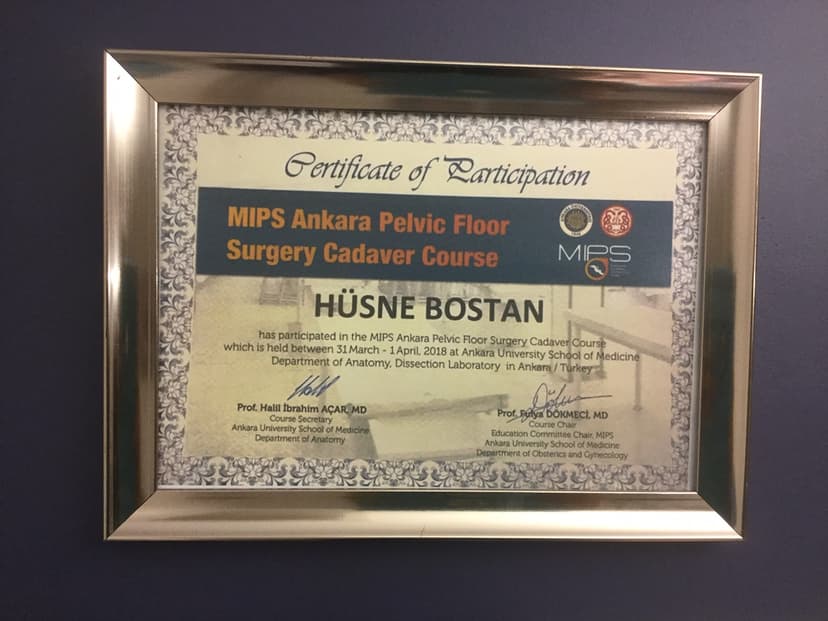 Certificate of Participation
MIPS Ankara Pelvic Floor
Surgery Cadaver Course
MIPS
HÜSNE BOSTAN
has participated in the MIPS Ankara Pelvic Floor Surgery Cadaver Course
which is held between 31 March - 1 April, 2018 at Ankara University School of Medicine
Department of Anatomy, Dissection Laboratory in Ankara / Turkey
Prof. Halil İbrahim AÇAR, MD
Course Secretary
Ankara University School of Medicine
Department of Anatomy
Prof. Fulya DÖKMECİ, MD
Course Chair
Education Committee Chair, MIPS
Ankara University School of Medicine
Department of Obsterics and Gynecology